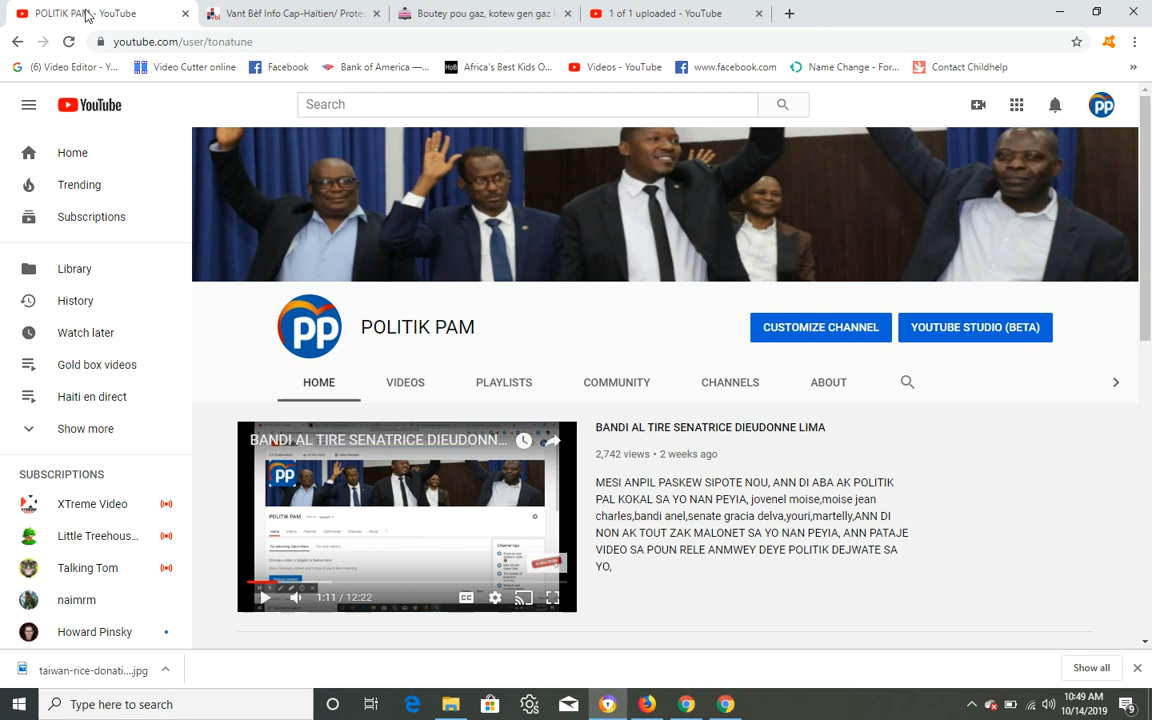 POLITIK PAM - YouTube
Vant Bèf Info Cap-Haïtien/ Protes
Boutey pou gaz, kotew gen gaz
1 of 1 uploaded - YouTube
youtube.com/user/tonatune
(6) Video Editor - Y...
Video Cutter online
Facebook
Bank of America —...
HoB
Africa's Best Kids O...
Videos - YouTube
www.facebook.com
Name Change - For...
Contact Childhelp
YouTube
Search
pp
Home
Trending
Subscriptions
Library
History
Watch later
Gold box videos
Haiti en direct
Show more
SUBSCRIPTIONS
XTreme Video
Little Treehous...
Talking Tom
naimrm
Howard Pinsky
pp
POLITIK PAM
CUSTOMIZE CHANNEL
YOUTUBE STUDIO (BETA)
HOME
VIDEOS
PLAYLISTS
COMMUNITY
CHANNELS
ABOUT
BANDI AL TIRE SENATRICE DIEUDONN...
POLITIK PAM
1:11 / 12:22
CC
BANDI AL TIRE SENATRICE DIEUDONNE LIMA
2,742 views • 2 weeks ago
MESI ANPIL PASKEW SIPOTE NOU, ANN DI ABA AK POLITIK
PAL KOKAL SA YO NAN PEYIA, jovenel moise,moise jean
charles,bandi anel,senate gracia delva,youri,martelly,ANN DI
NON AK TOUT ZAK MALONET SA YO NAN PEYIA, ANN PATAJE
VIDEO SA POUN RELE ANMWEY DEYE POLITIK DEJWATE SA
YO,
taiwan-rice-donati....jpg
Show all
Type here to search
10:49 AM
10/14/2019
9